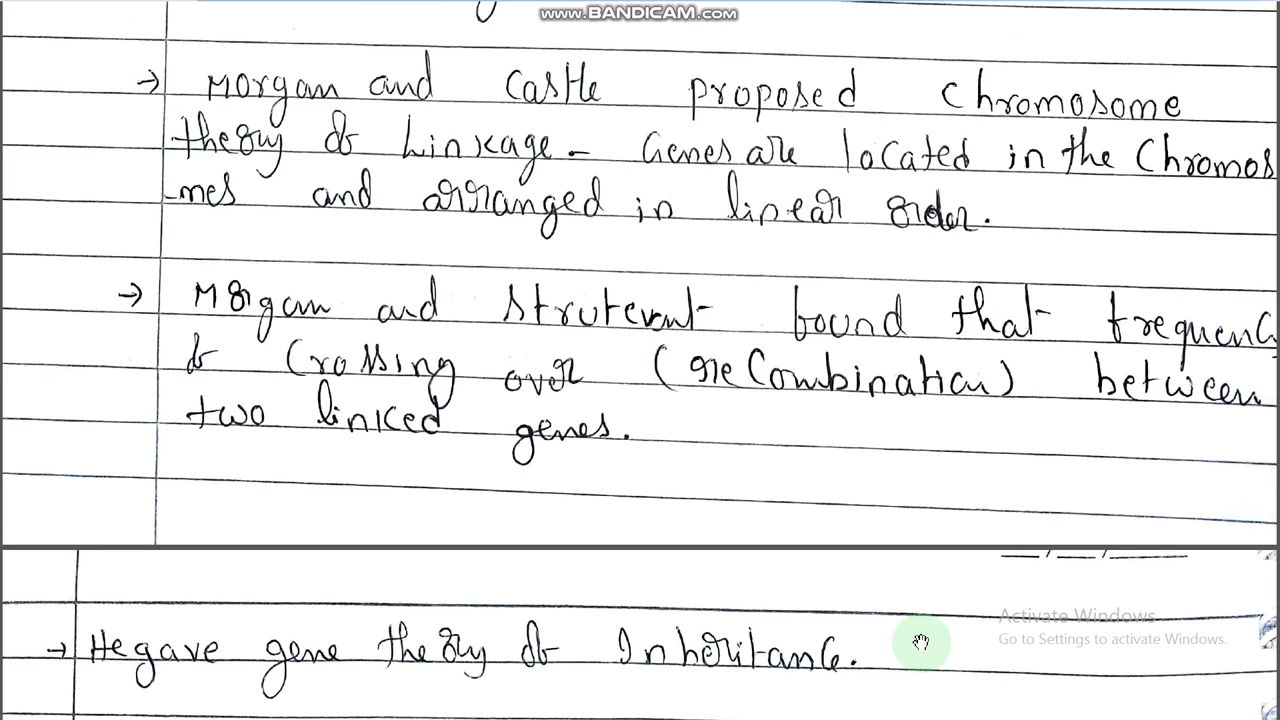 www.BANDICAM.com
→ Morgan and Castle proposed Chromosome
theory of Linkage - Genes are located in the Chromos
-mes and arranged in linear order.
→ Morgan and Strutevant found that frequenc
of Crossing over (reCombination) between
two linked genes.
Activate Windows
Go to Settings to activate Windows.
→ He gave gene theory of Inheritance.